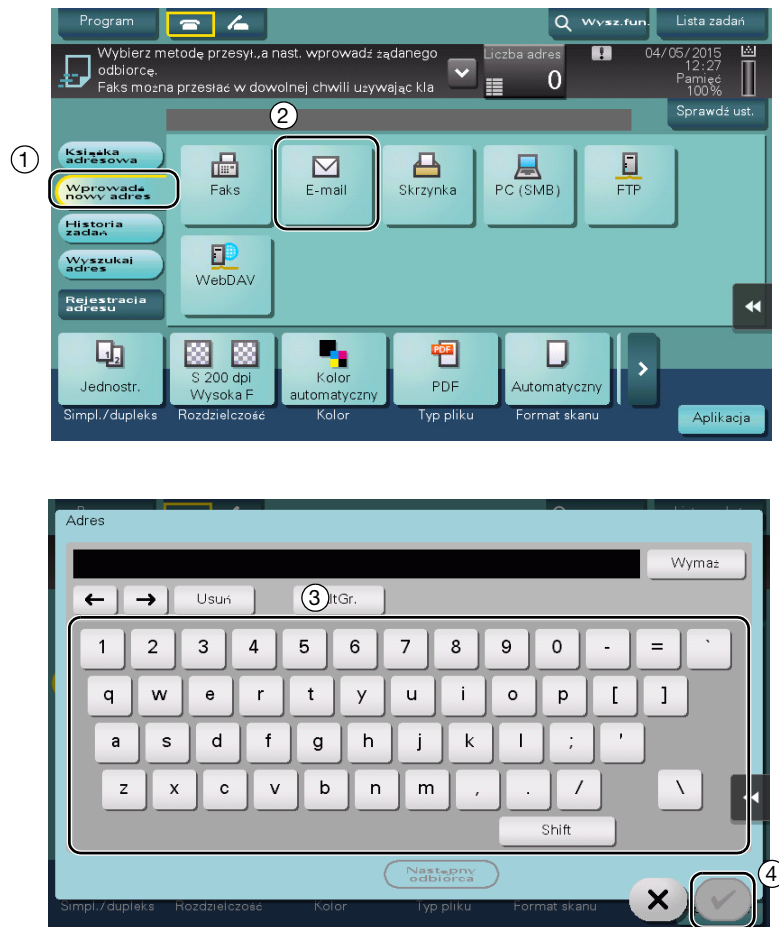 Program
Wysz.fun.
Lista zadań
Wybierz metodę przesył.,a nast. wprowadź żądanego
odbiorcę.
Faks można przesłać w dowolnej chwili używając kla
Liczba adres
0
04/05/2015
12:27
Pamięć
100%
Sprawdź ust.
2
1
Książka
adresowa
Wprowadź
nowy adres
Historia
zadań
Wyszukaj
adres
Rejestracja
adresu
Faks
E-mail
Skrzynka
PC (SMB)
FTP
WebDAV
1 2
PDF
Jednostr.
S 200 dpi
Wysoka F
Kolor
automatyczny
PDF
Automatyczny
Simpl./dupleks
Rozdzielczość
Kolor
Typ pliku
Format skanu
Aplikacja
Adres
Wymaż
← → Usuń
3
ltGr.
1 2 3 4 5 6 7 8 9 0 - = `
q w e r t y u i o p [ ]
a s d f g h j k l ; '
z x c v b n m , . / \
Shift
Następny
odbiorca
4
Simpl./dupleks
Rozdzielczość
Kolor
Typ pliku
Format skanu